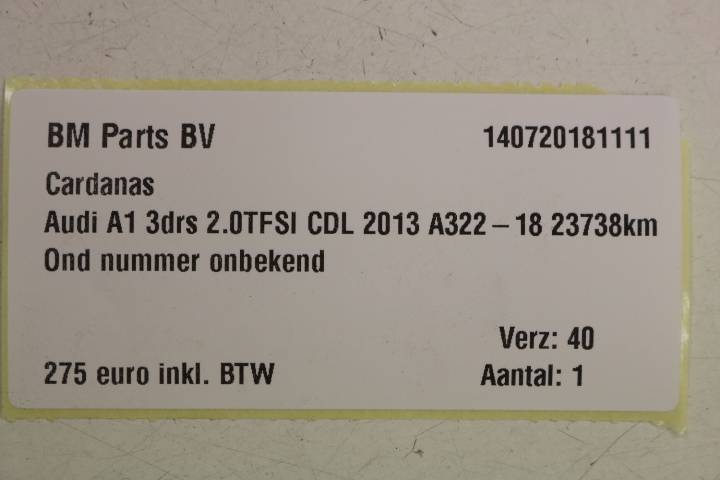 BM Parts BV 140720181111
Cardanas
Audi A1 3drs 2.0TFSI CDL 2013 A322 – 18 23738km
Ond nummer onbekend
Verz: 40
275 euro inkl. BTW Aantal: 1